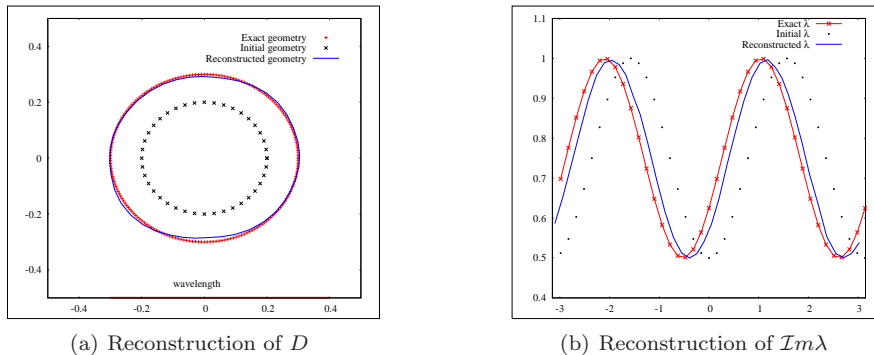 0.4
0.2
0
-0.2
-0.4
-0.4
-0.2
0
0.2
0.4
Exact geometry
Initial geometry
Reconstructed geometry
wavelength
(a) Reconstruction of D
1.1
1
0.9
0.8
0.7
0.6
0.5
0.4
-3
-2
-1
0
1
2
3
Exact λ
Initial λ
Reconstructed λ
(b) Reconstruction of Imλ